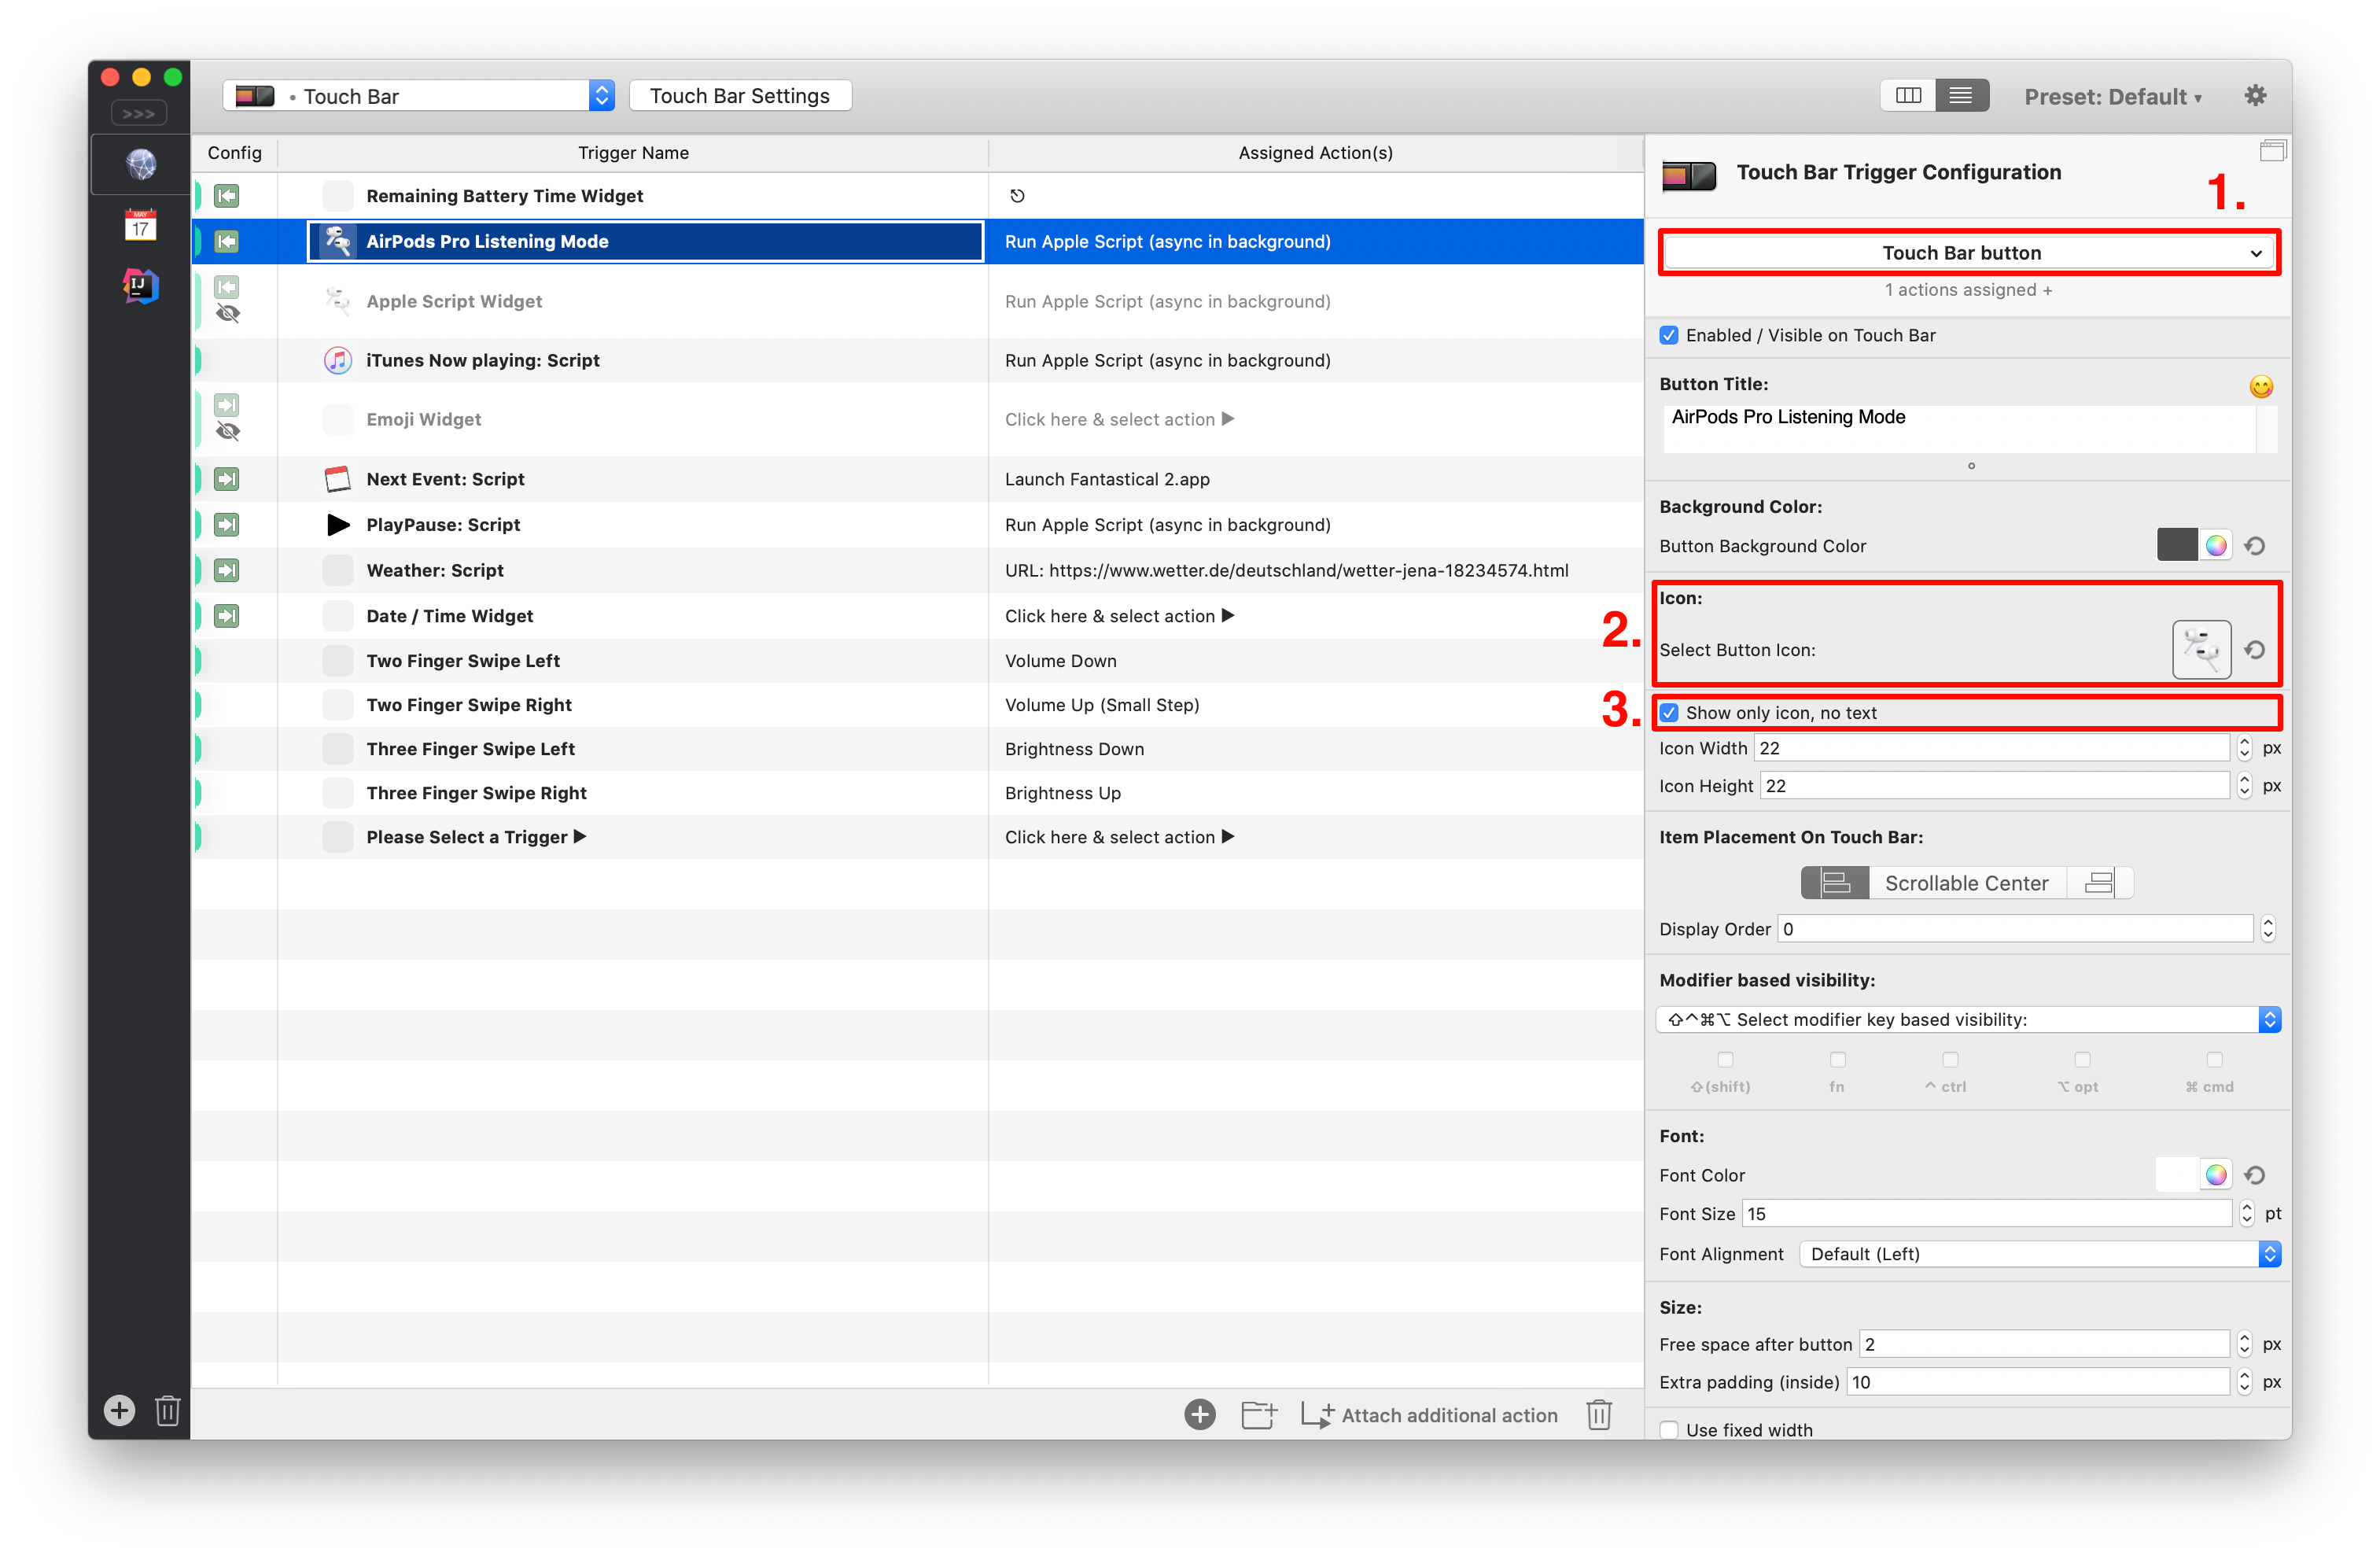 >>>
MAY
17
IJ
• Touch Bar
Touch Bar Settings
Preset: Default ▾
Config
Trigger Name
Assigned Action(s)
Remaining Battery Time Widget
AirPods Pro Listening Mode
Run Apple Script (async in background)
Apple Script Widget
Run Apple Script (async in background)
iTunes Now playing: Script
Run Apple Script (async in background)
Emoji Widget
Click here & select action ▶
Next Event: Script
Launch Fantastical 2.app
PlayPause: Script
Run Apple Script (async in background)
Weather: Script
URL: https://www.wetter.de/deutschland/wetter-jena-18234574.html
Date / Time Widget
Click here & select action ▶
Two Finger Swipe Left
Volume Down
Two Finger Swipe Right
Volume Up (Small Step)
Three Finger Swipe Left
Brightness Down
Three Finger Swipe Right
Brightness Up
Please Select a Trigger ▶
Click here & select action ▶
Attach additional action
Touch Bar Trigger Configuration
1.
Touch Bar button
1 actions assigned +
Enabled / Visible on Touch Bar
Button Title:
AirPods Pro Listening Mode
Background Color:
Button Background Color
2.
Icon:
Select Button Icon:
3.
Show only icon, no text
Icon Width 22 px
Icon Height 22 px
Item Placement On Touch Bar:
Scrollable Center
Display Order 0
Modifier based visibility:
⇧^⌘⌥ Select modifier key based visibility:
⇧(shift) fn ^ ctrl ⌥ opt ⌘ cmd
Font:
Font Color
Font Size 15 pt
Font Alignment Default (Left)
Size:
Free space after button 2 px
Extra padding (inside) 10 px
Use fixed width